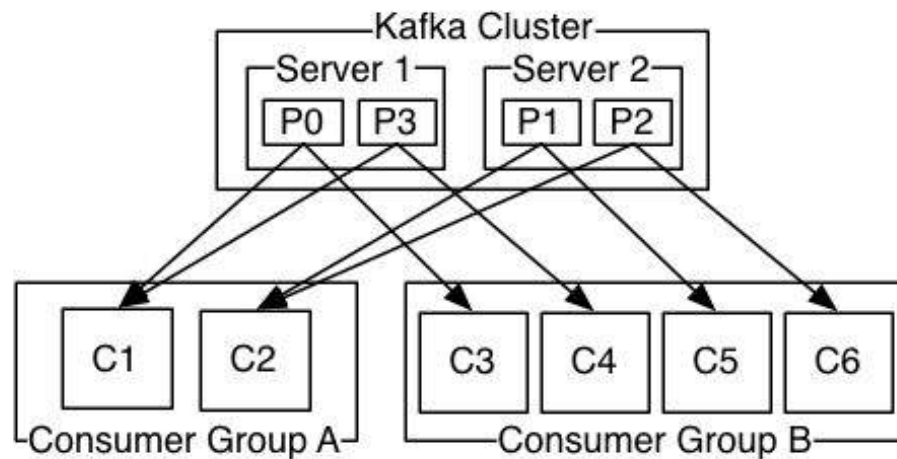 Kafka Cluster
Server 1
Server 2
P0
P3
P1
P2
C1
C2
C3
C4
C5
C6
Consumer Group A
Consumer Group B